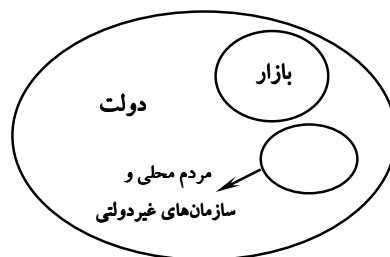 بازار
دولت
مردم محلی و
سازمان‌های غیردولتی